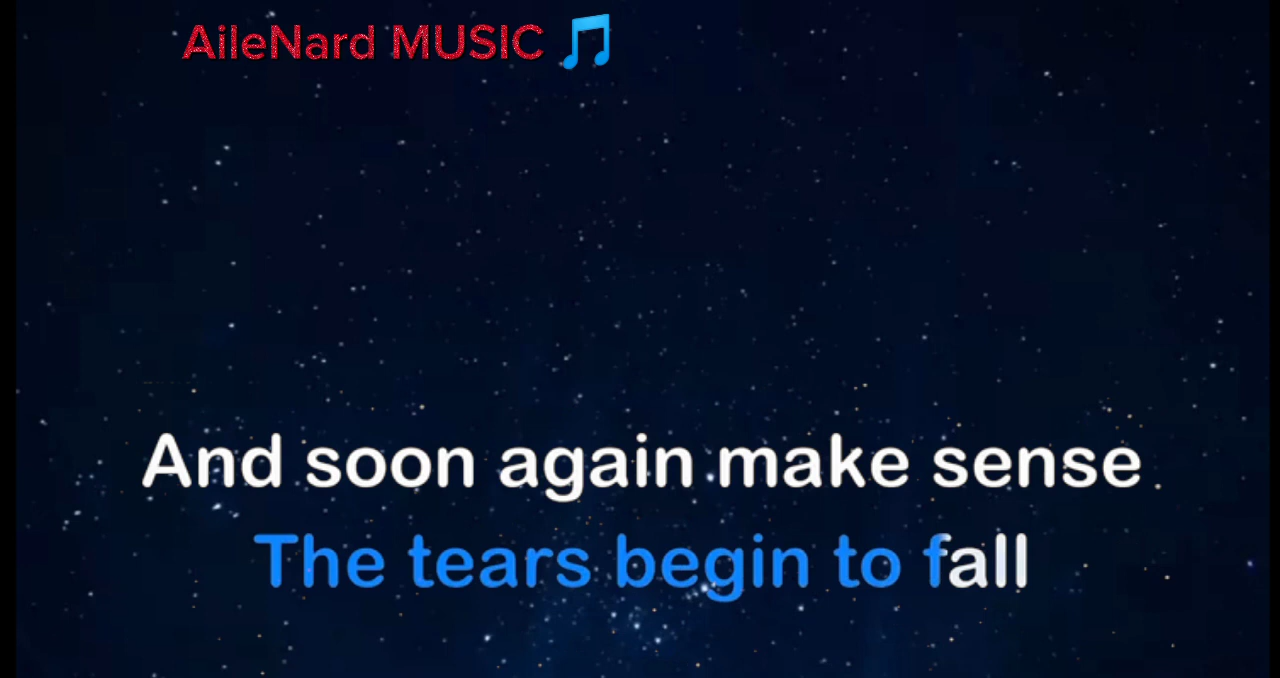 AileNard MUSIC 🎵
And soon again make sense
The tears begin to fall